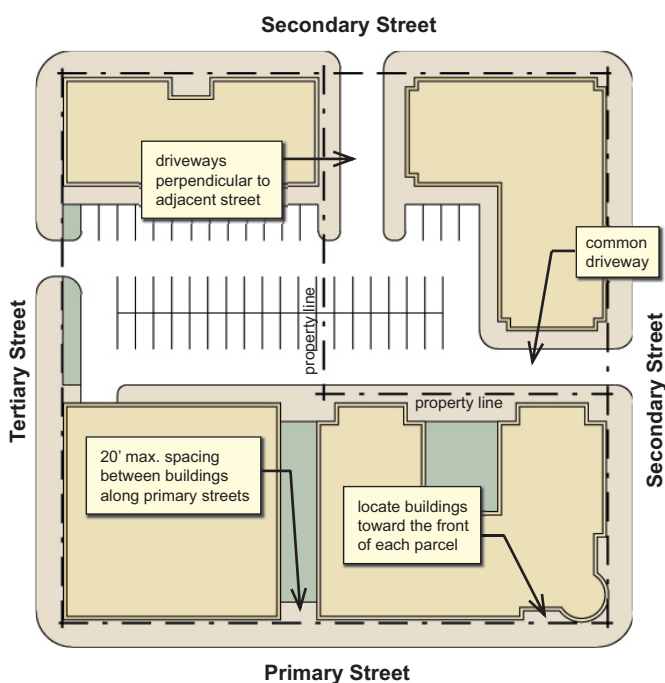 Secondary Street
driveways
perpendicular to
adjacent street
common
driveway
property line
Tertiary Street
Secondary Street
property line
20’ max. spacing
between buildings
along primary streets
locate buildings
toward the front
of each parcel
Primary Street